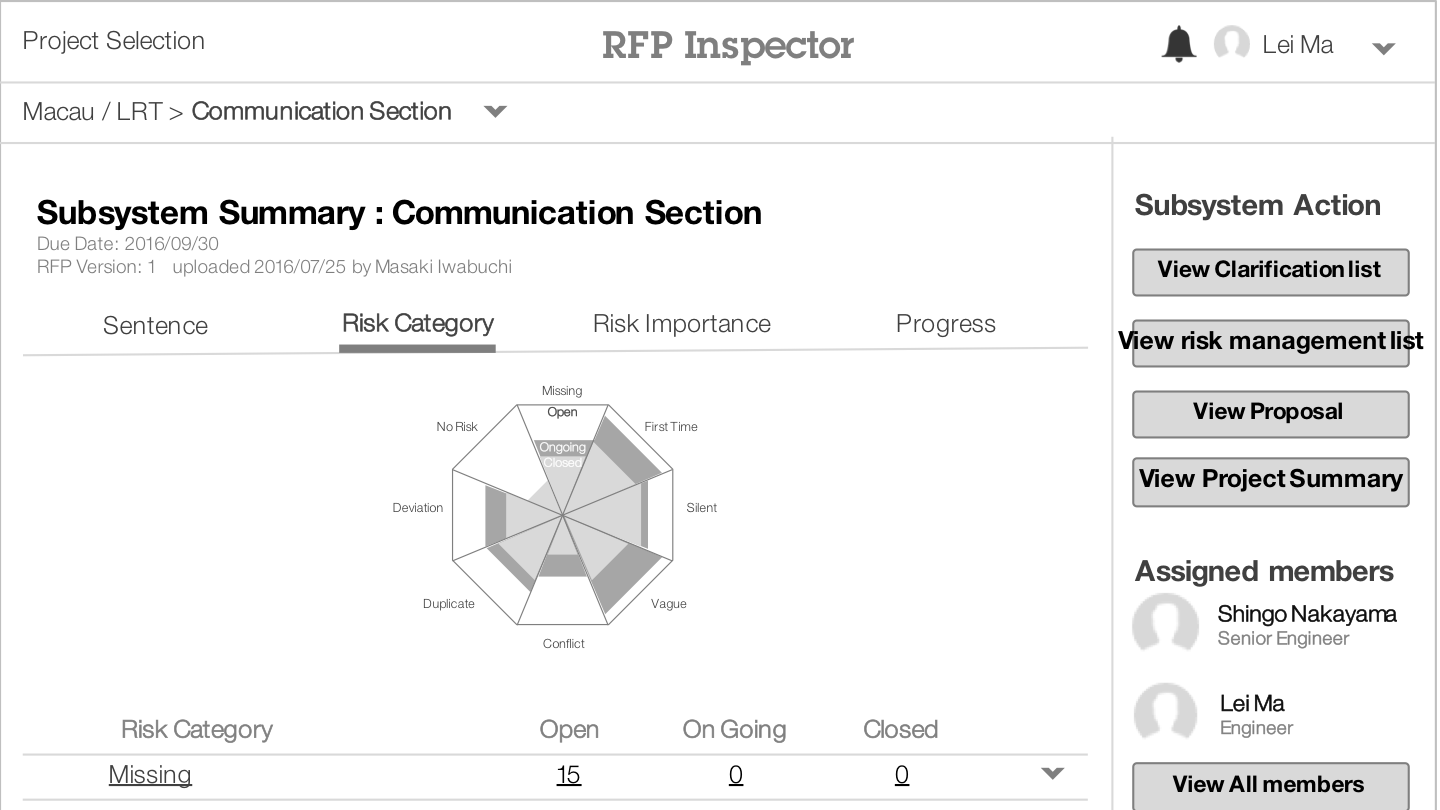 Project Selection
RFP Inspector
Lei Ma
Macau / LRT > Communication Section
Subsystem Summary : Communication Section
Due Date: 2016/09/30
RFP Version: 1 uploaded 2016/07/25 by Masaki Iwabuchi
Sentence
Risk Category
Risk Importance
Progress
Missing
Open
Ongoing
Closed
No Risk
First Time
Deviation
Silent
Duplicate
Vague
Conflict
Risk Category Open On Going Closed
Missing 15 0 0
Subsystem Action
View Clarification list
View risk management list
View Proposal
View Project Summary
Assigned members
Shingo Nakayama
Senior Engineer
Lei Ma
Engineer
View All members